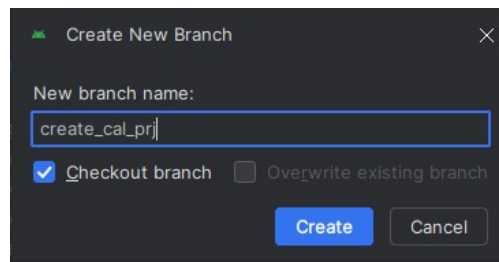 Create New Branch
New branch name:
create_cal_prj
Checkout branch Overwrite existing branch
Create Cancel